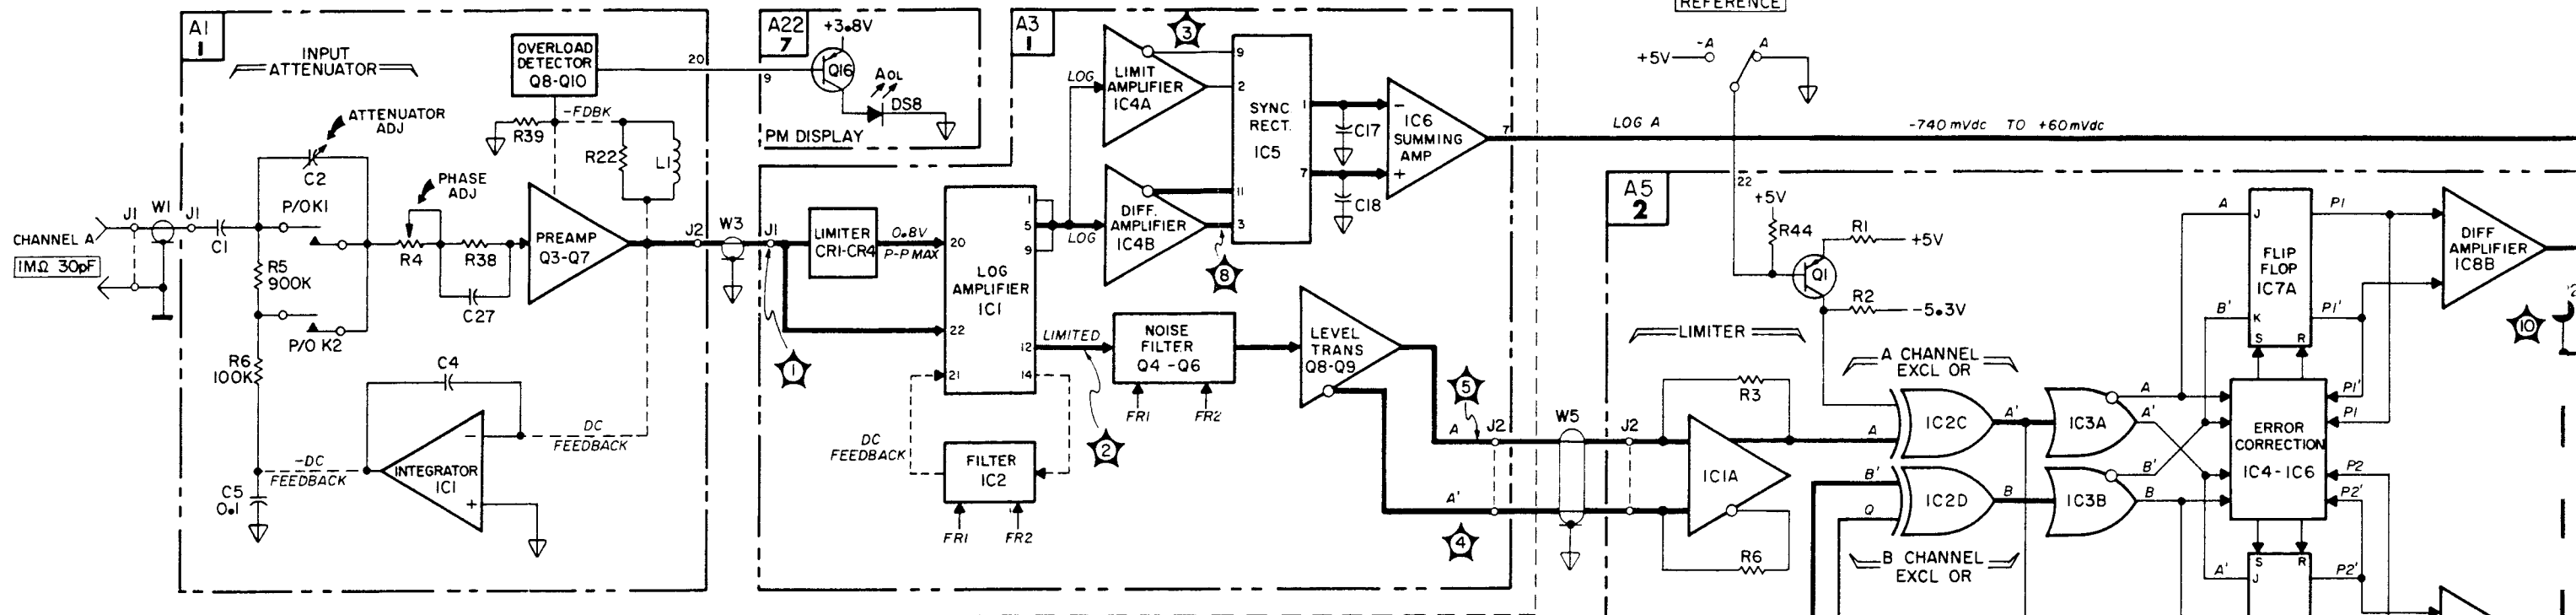 A1
1
INPUT
ATTENUATOR
OVERLOAD
DETECTOR
Q8-Q10
20
-FDBK
R39
R22
L1
ATTENUATOR
ADJ
C2
PHASE
ADJ
P/OK1
CHANNEL A
1MΩ 30pF
J1
W1
J1
C1
R5
900K
R4
R38
C27
PREAMP
Q3-Q7
J2
W3
P/O K2
R6
100K
C4
INTEGRATOR
IC1
-
+
DC
FEEDBACK
-DC
FEEDBACK
C5
0.1
A22
7
+3.8V
9
Q16
AOL
DS8
PM DISPLAY
A3
1
J1
LIMITER
CR1-CR4
0.8V
P-P MAX
20
22
21
LOG
AMPLIFIER
IC1
1
5
9
12
14
LOG
LOG
LIMIT
AMPLIFIER
IC4A
3
DIFF.
AMPLIFIER
IC4B
8
9
2
11
3
SYNC
RECT.
IC5
1
7
C17
C18
-
+
IC6
SUMMING
AMP
7
1
LIMITED
2
NOISE
FILTER
Q4 -Q6
FR1
FR2
DC
FEEDBACK
FILTER
IC2
FR1
FR2
LEVEL
TRANS
Q8-Q9
5
A
J2
A'
4
W5
J2
REFERENCE
+5V
-A
A
LOG A
-740 mVdc TO +60mVdc
A5
2
22
+5V
R44
R1
+5V
Q1
R2
-5.3V
LIMITER
R3
IC1A
R6
A CHANNEL
EXCL OR
A
IC2C
A'
B'
Q
IC2D
B
B CHANNEL
EXCL OR
IC3A
A
A'
IC3B
B'
B
A
J
P1
FLIP
FLOP
IC7A
B'
K
P1'
S
R
ERROR
CORRECTION
IC4-IC6
P1'
P1
P2
P2'
S
R
A'
J
P2'
DIFF
AMPLIFIER
IC8B
10